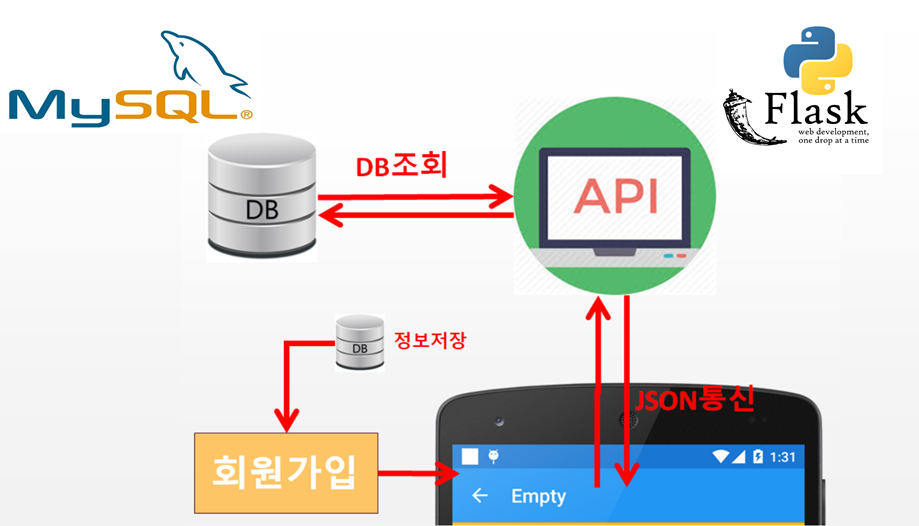 MySQL®
Flask
web development,
one drop at a time
DB조회
DB
API
DB
정보저장
JSON통신
회원가입
1:31
Empty